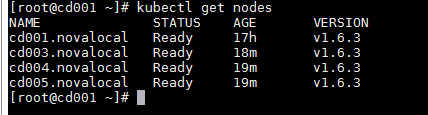 [root@cd001 ~]# kubectl get nodes
NAME STATUS AGE VERSION
cd001.novalocal Ready 17h v1.6.3
cd003.novalocal Ready 18m v1.6.3
cd004.novalocal Ready 19m v1.6.3
cd005.novalocal Ready 19m v1.6.3
[root@cd001 ~]#